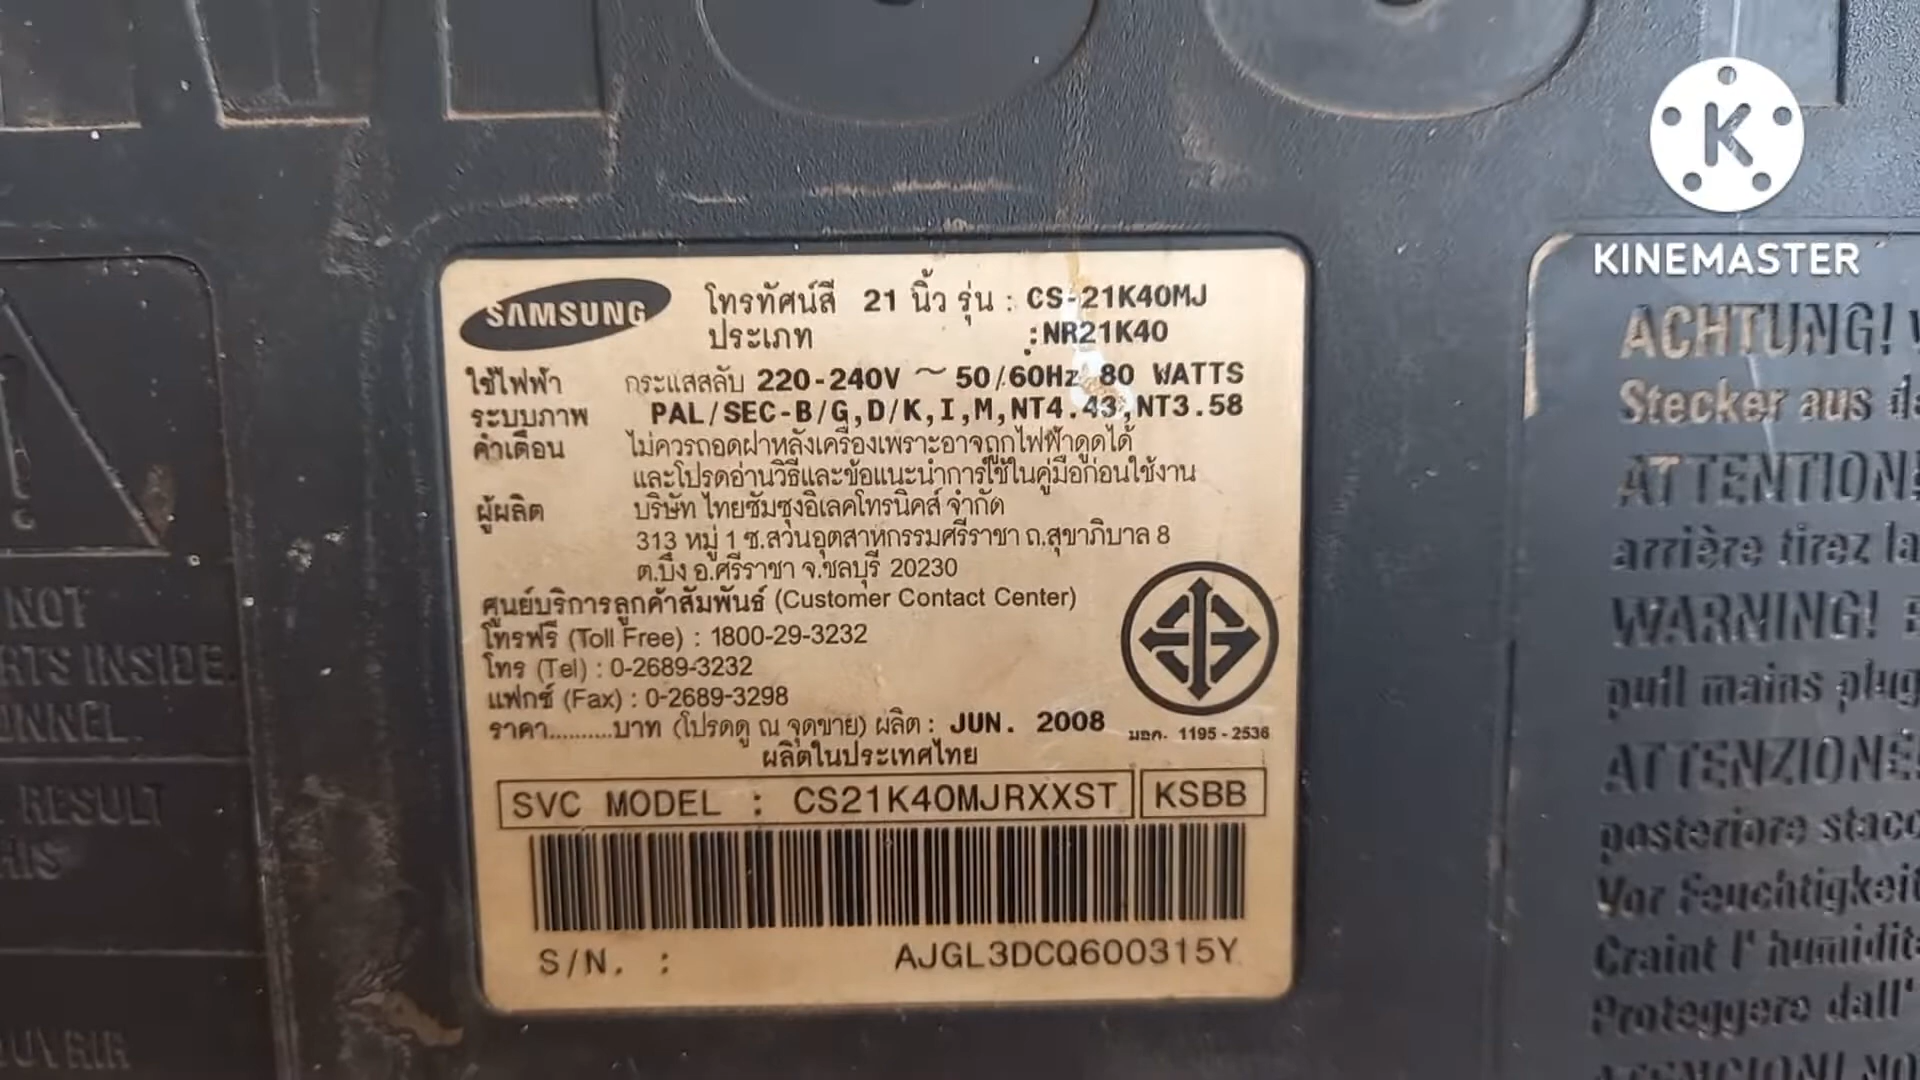 KINEMASTER
SAMSUNG
โทรทัศน์สี 21 นิ้ว รุ่น : CS-21K40MJ
ประเภท :NR21K40
ใช้ไฟฟ้า กระแสสลับ 220-240V ~ 50/60Hz 80 WATTS
ระบบภาพ PAL/SEC-B/G,D/K,I,M,NT4.43,NT3.58
คำเตือน ไม่ควรถอดฝาหลังเครื่องเพราะอาจถูกไฟฟ้าดูดได้
และโปรดอ่านวิธีและข้อแนะนำการใช้ในคู่มือก่อนใช้งาน
ผู้ผลิต บริษัท ไทยซัมซุงอิเลคโทรนิคส์ จำกัด
313 หมู่ 1 ซ.สวนอุตสาหกรรมศรีราชา ถ.สุขาภิบาล 8
ต.บึง อ.ศรีราชา จ.ชลบุรี 20230
ศูนย์บริการลูกค้าสัมพันธ์ (Customer Contact Center)
โทรฟรี (Toll Free) : 1800-29-3232
โทร (Tel) : 0-2689-3232
แฟกซ์ (Fax) : 0-2689-3298
ราคา..........บาท (โปรดดู ณ จุดขาย) ผลิต : JUN. 2008
มอก. 1195-2536
ผลิตในประเทศไทย
SVC MODEL : CS21K40MJRXXST KSBB
S/N. : AJGL3DCQ600315Y
NOT
RTS INSIDE.
RESULT
ACHTUNG!
Stecker aus
ATTENTION!
arrière tirez
WARNING!
pull mains plug
ATTENZIONE!
posteriore
Vor Feuchtigkeit
Craint l'
Proteggere dall'